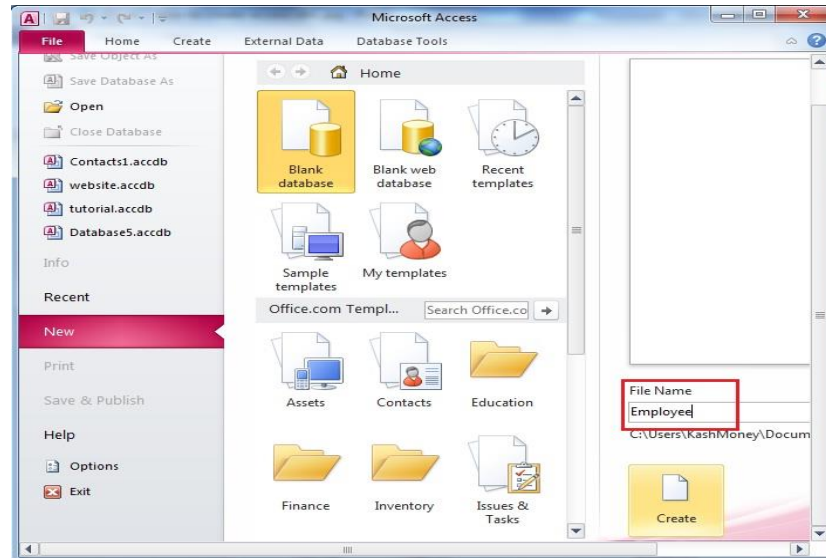 Microsoft Access
File Home Create External Data Database Tools
Save Object As
Save Database As
Open
Close Database
Contacts1.accdb
website.accdb
tutorial.accdb
Database5.accdb
Info
Recent
New
Print
Save & Publish
Help
Options
Exit
Home
Blank
database
Blank web
database
Recent
templates
Sample
templates
My templates
Office.com Templ...
Search Office.co
Assets
Contacts
Education
Finance
Inventory
Issues &
Tasks
File Name
Employee
C:\Users\KashMoney\Docum
Create